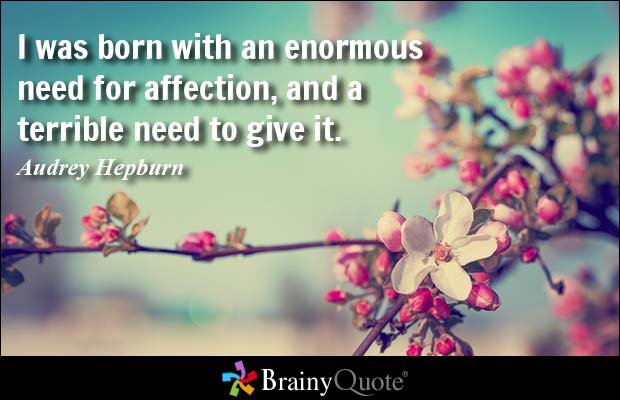 I was born with an enormous
need for affection, and a
terrible need to give it.
Audrey Hepburn
BrainyQuote®